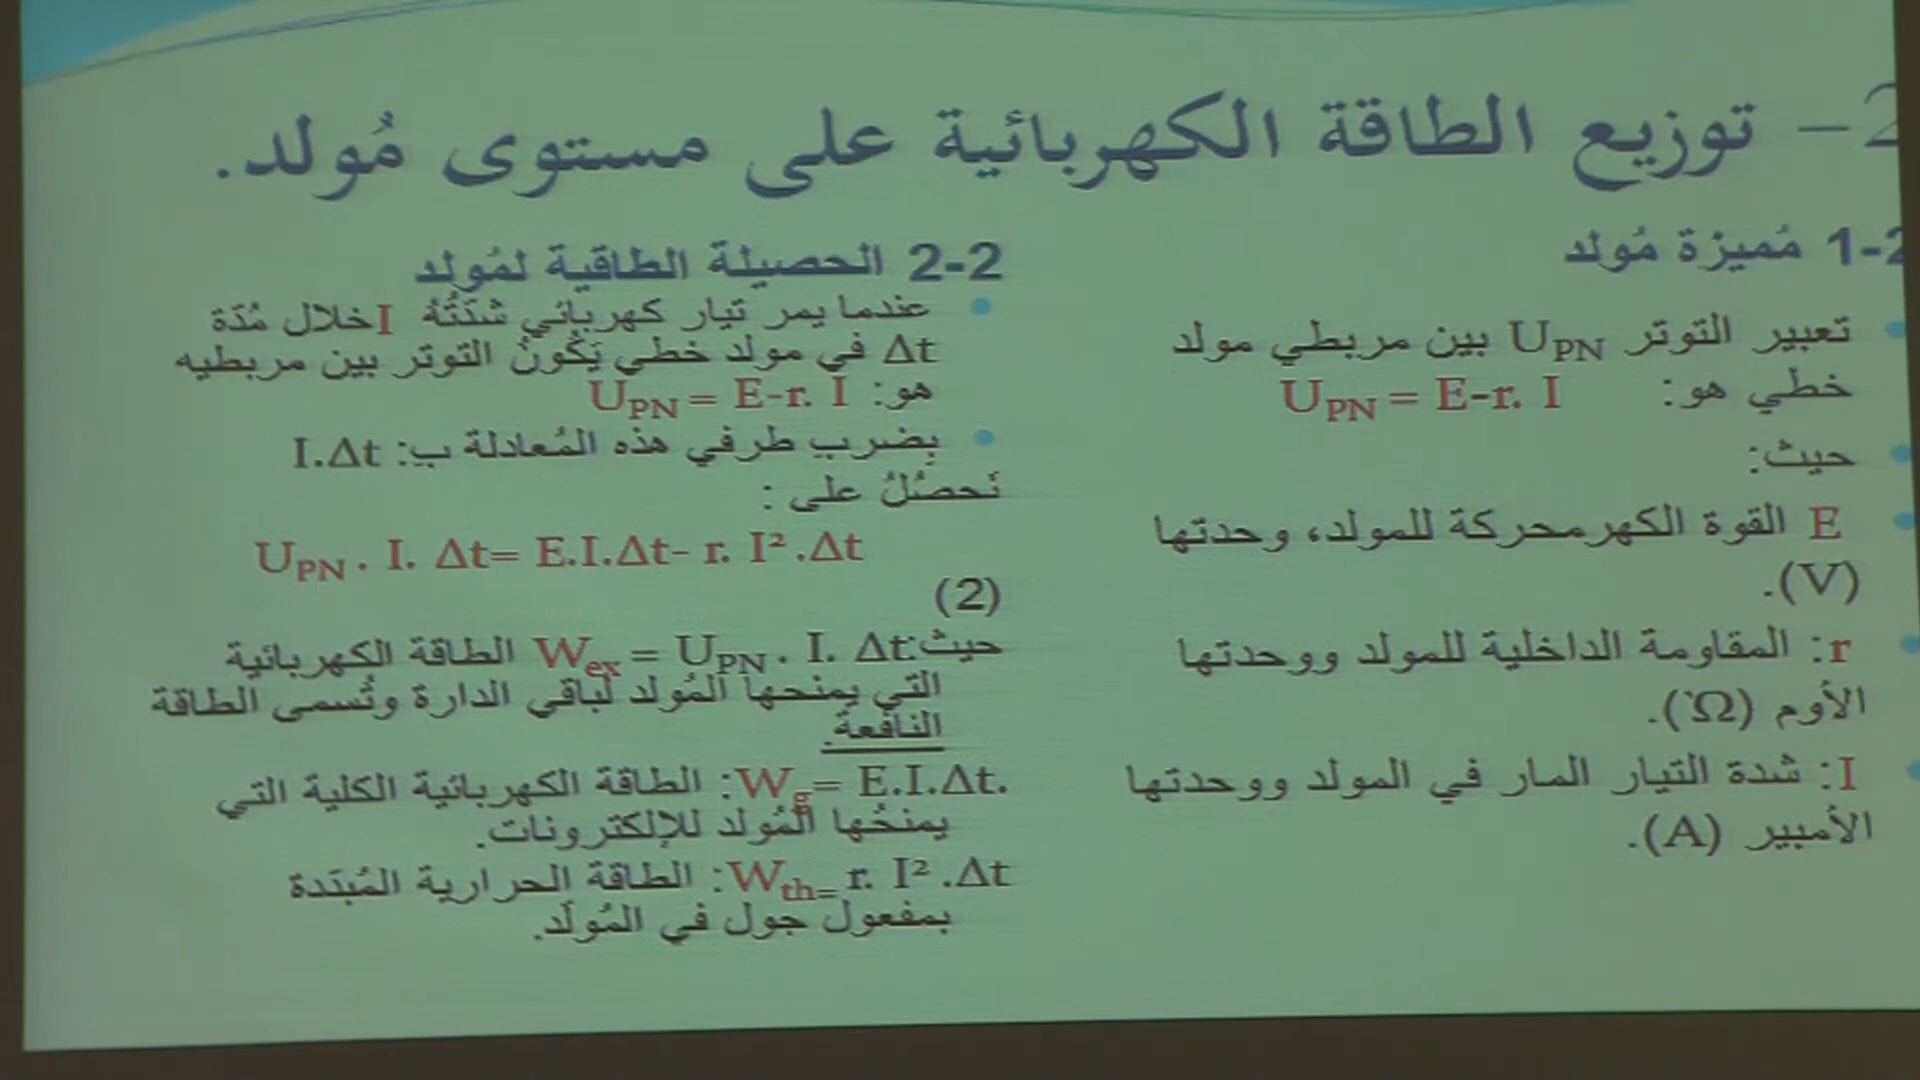 2- توزيع الطاقة الكهربائية على مستوى مُولد.
1-2 مُميزة مُولد
تعبير التوتر UPN بين مربطي مولد
خطي هو: UPN = E-r. I
حيث:
E القوة الكهرمحركة للمولد، وحدتها
(V).
r: المقاومة الداخلية للمولد ووحدتها
الأوم (Ω).
I: شدة التيار المار في المولد ووحدتها
الأمبير (A).
2-2 الحصيلة الطاقية لمُولد
عندما يمر تيار كهربائي شدَتُهُ I خلال مُدَة
Δt في مولد خطي يَكُونُ التوتر بين مربطيه
هو: UPN = E-r. I
بِضرب طرفي هذه المُعادلة ب: I.Δt
نَحصُلُ على :
UPN . I. Δt= E.I.Δt- r. I² .Δt
(2)
حيث: Wex = UPN . I. Δt الطاقة الكهربائية
التي يمنحها المُولد لباقي الدارة وتُسمى الطاقة
النافعة.
Wg= E.I.Δt. : الطاقة الكهربائية الكلية التي
يمنحُها المُولد للإلكترونات.
Wth= r. I² .Δt : الطاقة الحرارية المُبدَدة
بمفعول جول في المُولد.